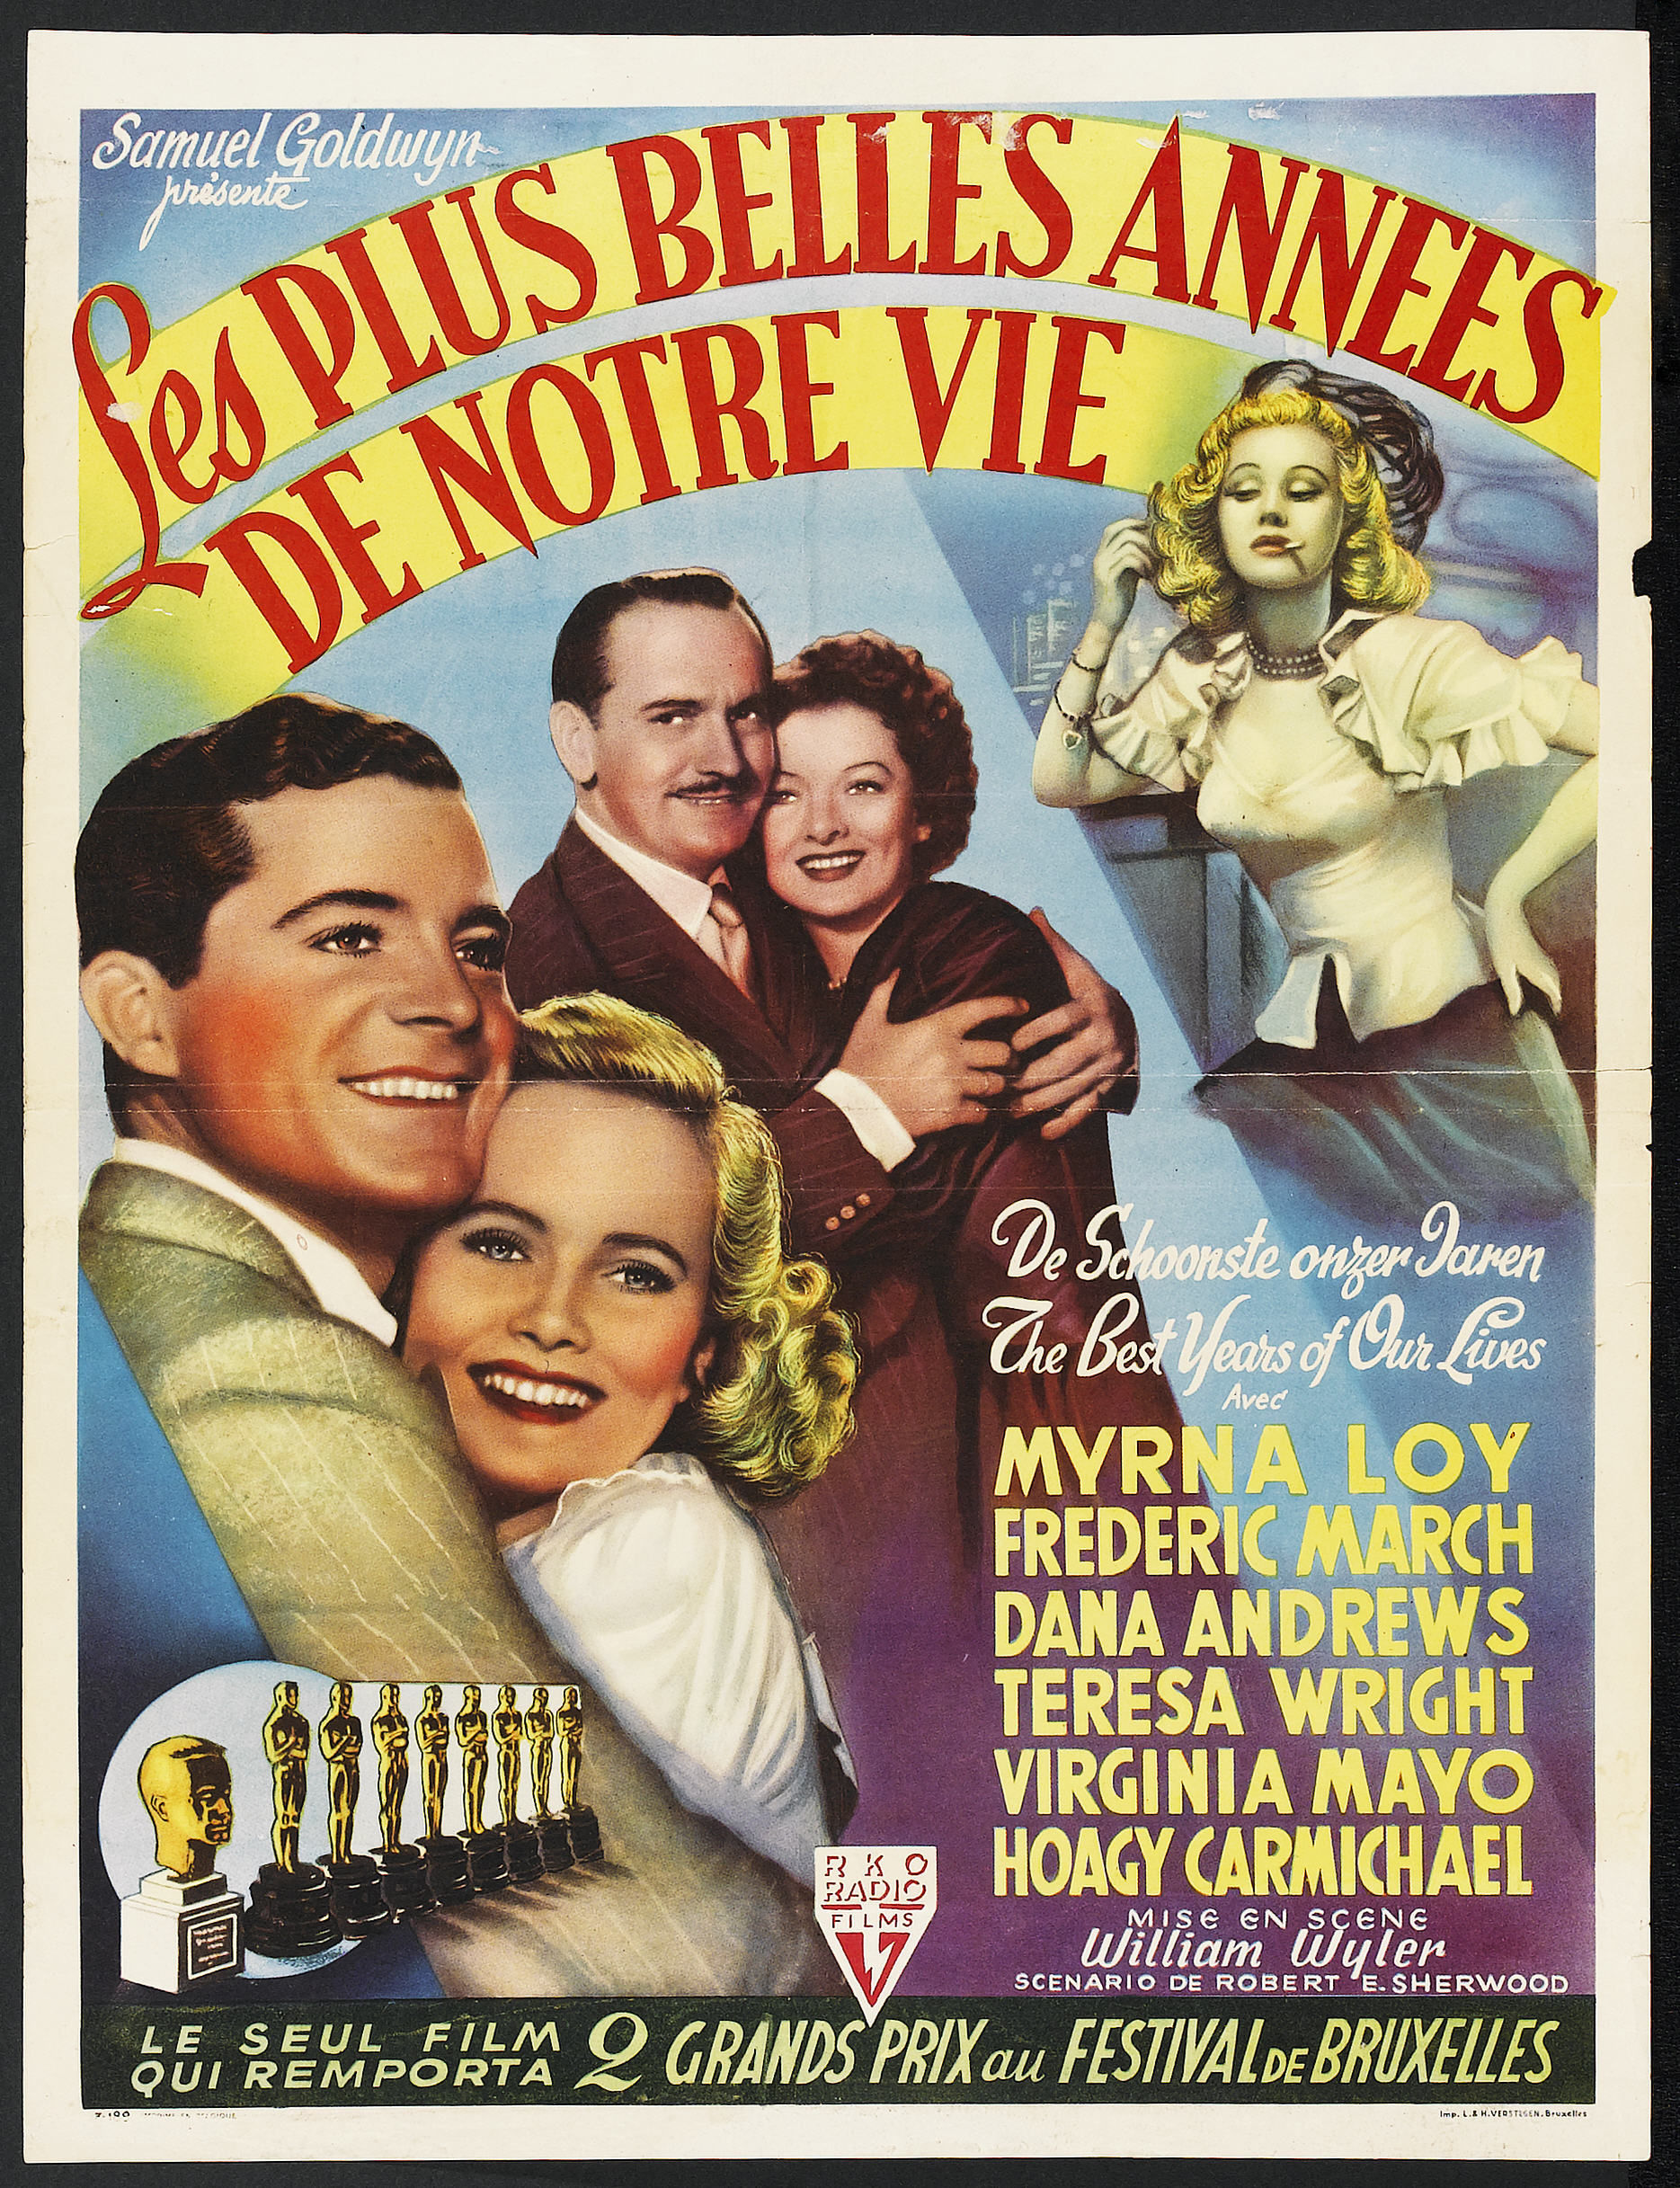 Samuel Goldwyn
présente
Les PLUS BELLES ANNEES
DE NOTRE VIE
De Schoonste onzer Jaren
The Best Years of Our Lives
Avec
MYRNA LOY
FREDERIC MARCH
DANA ANDREWS
TERESA WRIGHT
VIRGINIA MAYO
HOAGY CARMICHAEL
MISE EN SCENE
William Wyler
SCENARIO DE ROBERT E. SHERWOOD
RKO
RADIO
FILMS
LE SEUL FILM
QUI REMPORTA
2 GRANDS PRIX au FESTIVAL DE BRUXELLES
Imp. L. & H. VERSTEGEN. Bruxelles